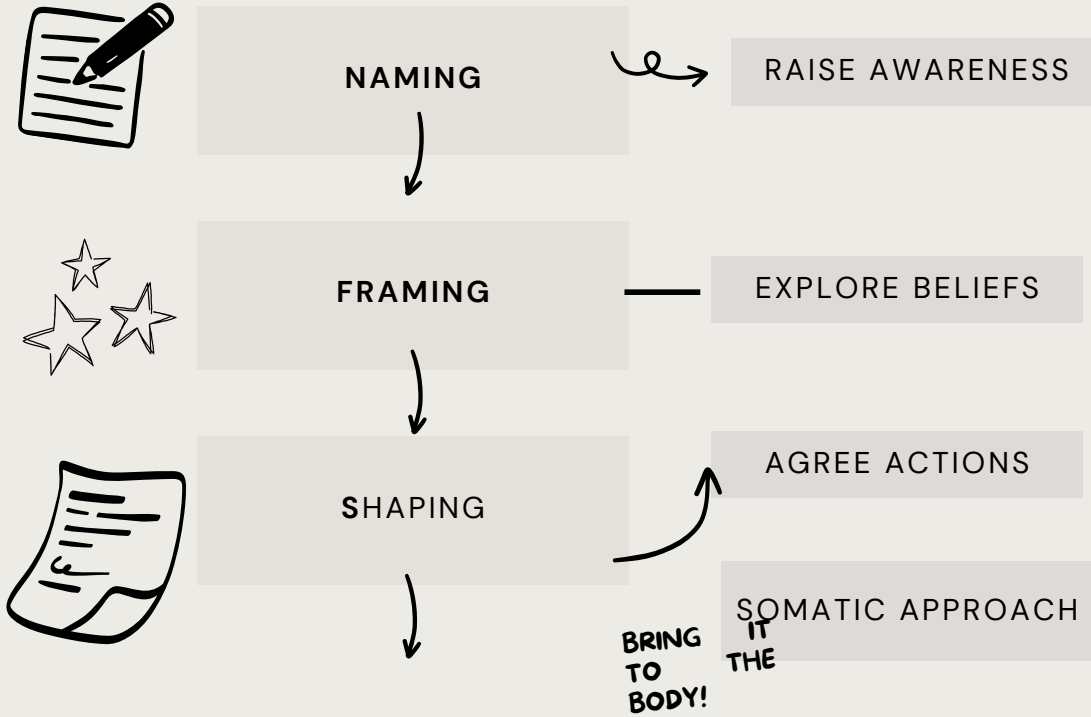 NAMING
RAISE AWARENESS
FRAMING
EXPLORE BELIEFS
SHAPING
AGREE ACTIONS
SOMATIC APPROACH
BRING IT
TO THE
BODY!